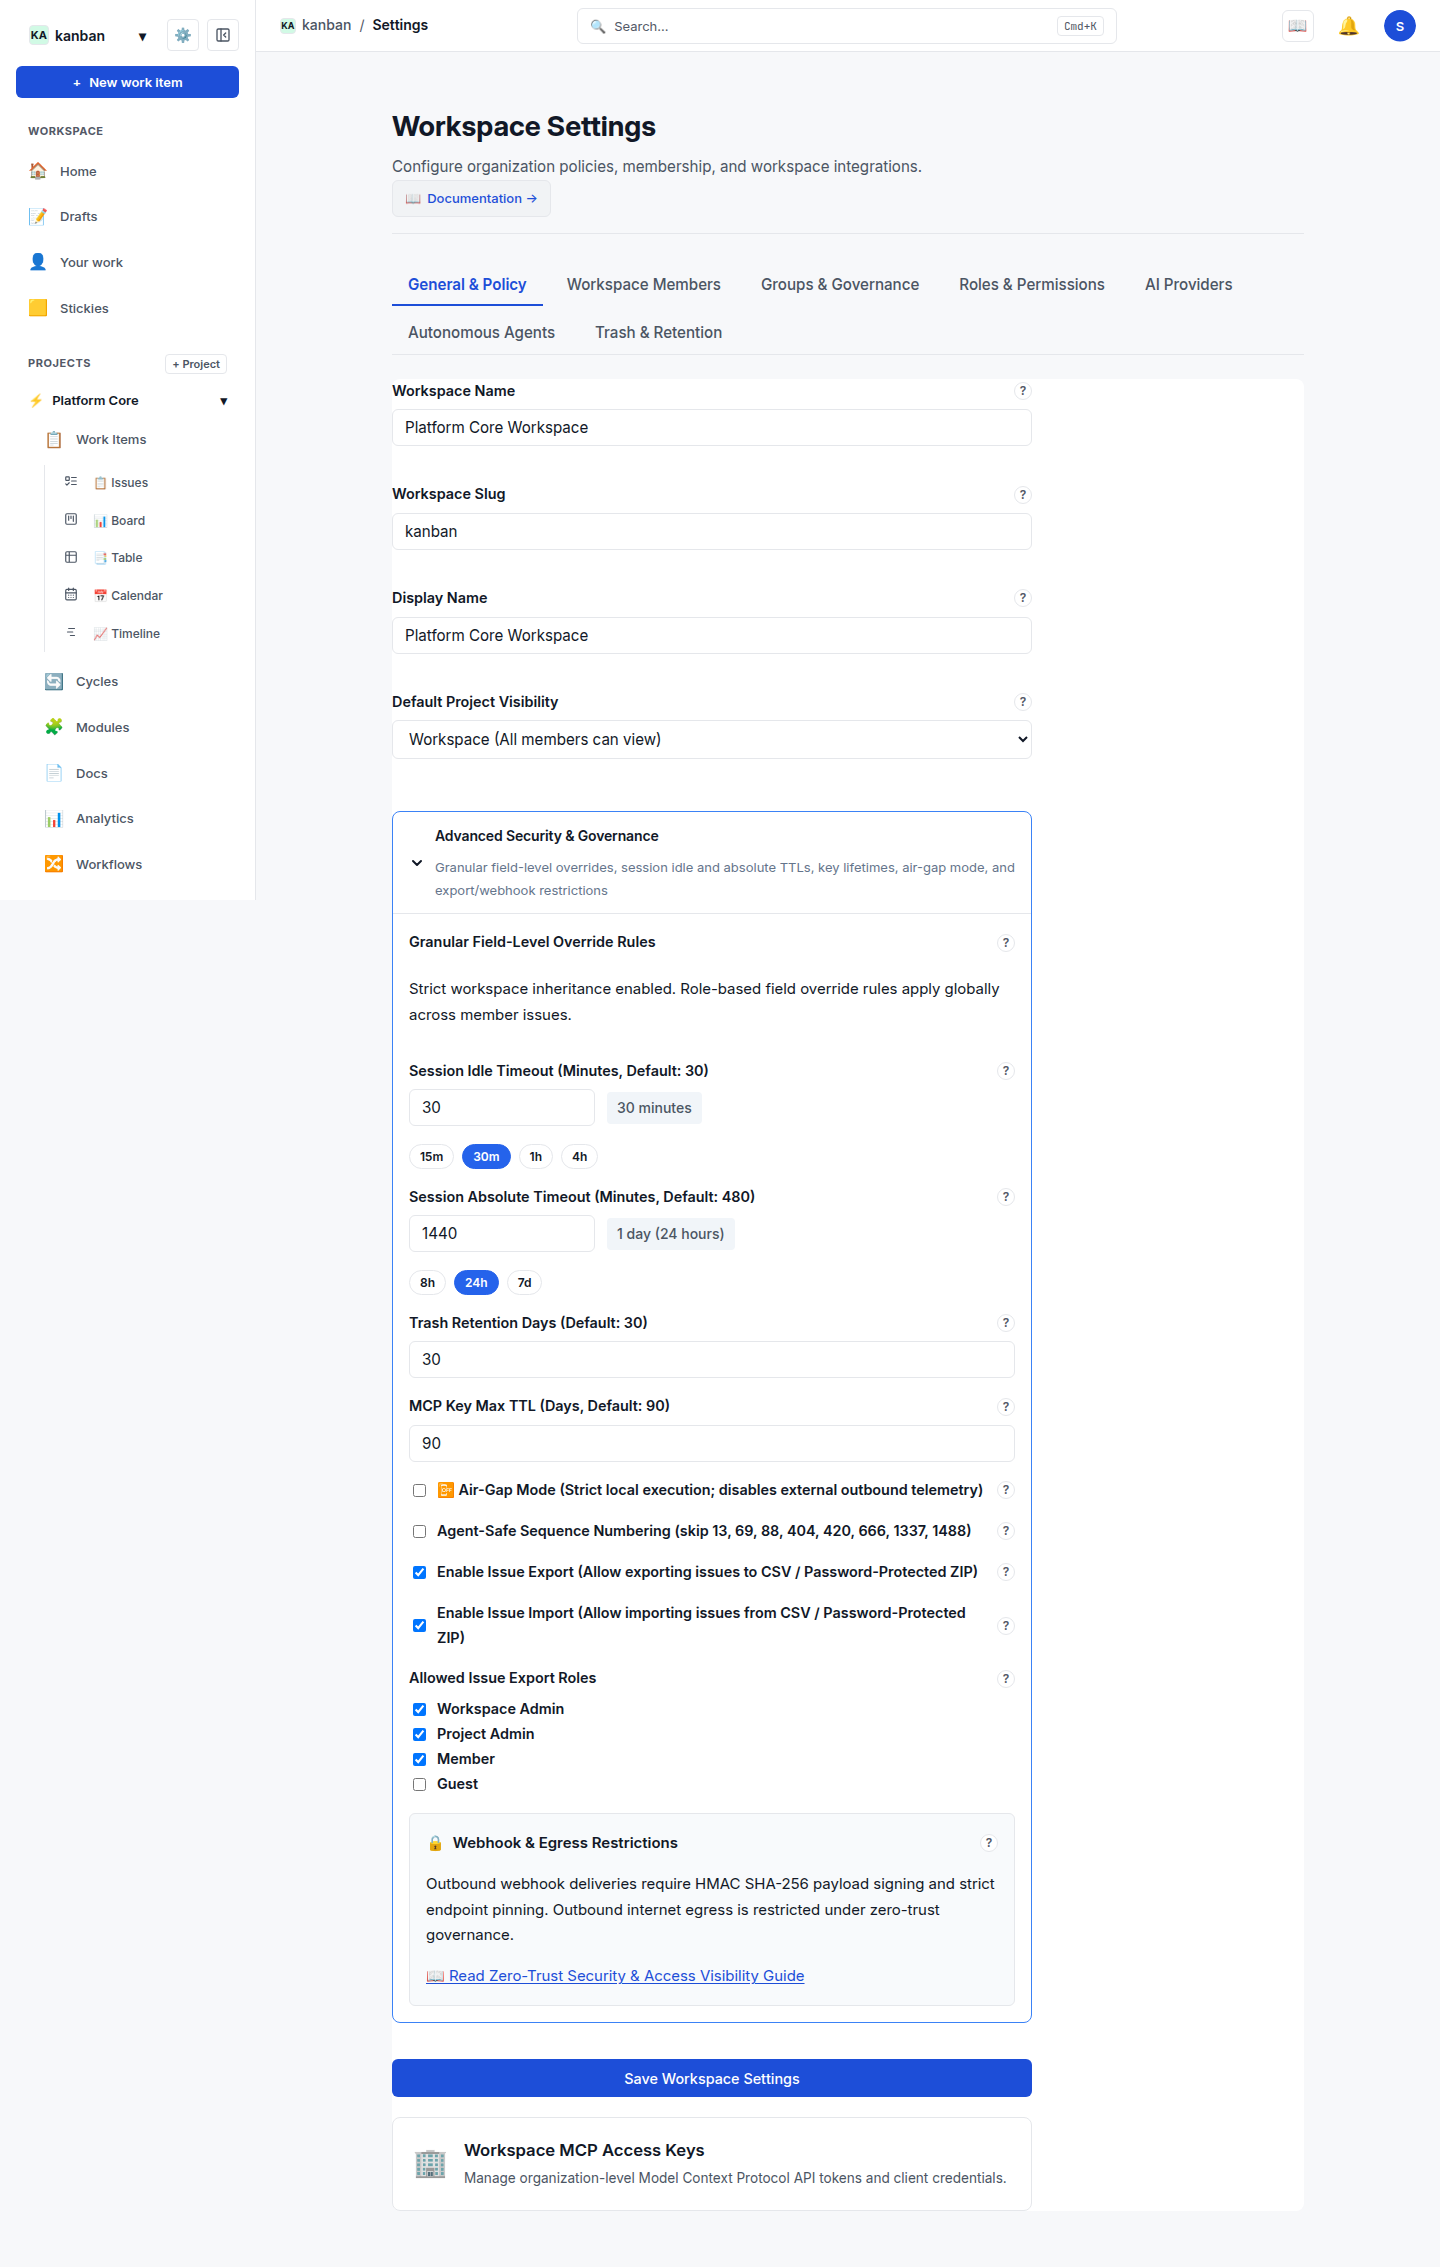 KA kanban ▾
+ New work item
WORKSPACE
Home
Drafts
Your work
Stickies
PROJECTS
+ Project
Platform Core ▾
Work Items
Issues
Board
Table
Calendar
Timeline
Cycles
Modules
Docs
Analytics
Workflows
KA kanban / Settings
Search...
Cmd+K
S
Workspace Settings
Configure organization policies, membership, and workspace integrations.
Documentation →
General & Policy
Workspace Members
Groups & Governance
Roles & Permissions
AI Providers
Autonomous Agents
Trash & Retention
Workspace Name ?
Platform Core Workspace
Workspace Slug ?
kanban
Display Name ?
Platform Core Workspace
Default Project Visibility ?
Workspace (All members can view)
Advanced Security & Governance
Granular field-level overrides, session idle and absolute TTLs, key lifetimes, air-gap mode, and
export/webhook restrictions
Granular Field-Level Override Rules ?
Strict workspace inheritance enabled. Role-based field override rules apply globally
across member issues.
Session Idle Timeout (Minutes, Default: 30) ?
30
30 minutes
15m 30m 1h 4h
Session Absolute Timeout (Minutes, Default: 480) ?
1440
1 day (24 hours)
8h 24h 7d
Trash Retention Days (Default: 30) ?
30
MCP Key Max TTL (Days, Default: 90) ?
90
Air-Gap Mode (Strict local execution; disables external outbound telemetry) ?
Agent-Safe Sequence Numbering (skip 13, 69, 88, 404, 420, 666, 1337, 1488) ?
Enable Issue Export (Allow exporting issues to CSV / Password-Protected ZIP) ?
Enable Issue Import (Allow importing issues from CSV / Password-Protected
ZIP) ?
Allowed Issue Export Roles ?
Workspace Admin
Project Admin
Member
Guest
Webhook & Egress Restrictions ?
Outbound webhook deliveries require HMAC SHA-256 payload signing and strict
endpoint pinning. Outbound internet egress is restricted under zero-trust
governance.
Read Zero-Trust Security & Access Visibility Guide
Save Workspace Settings
Workspace MCP Access Keys
Manage organization-level Model Context Protocol API tokens and client credentials.